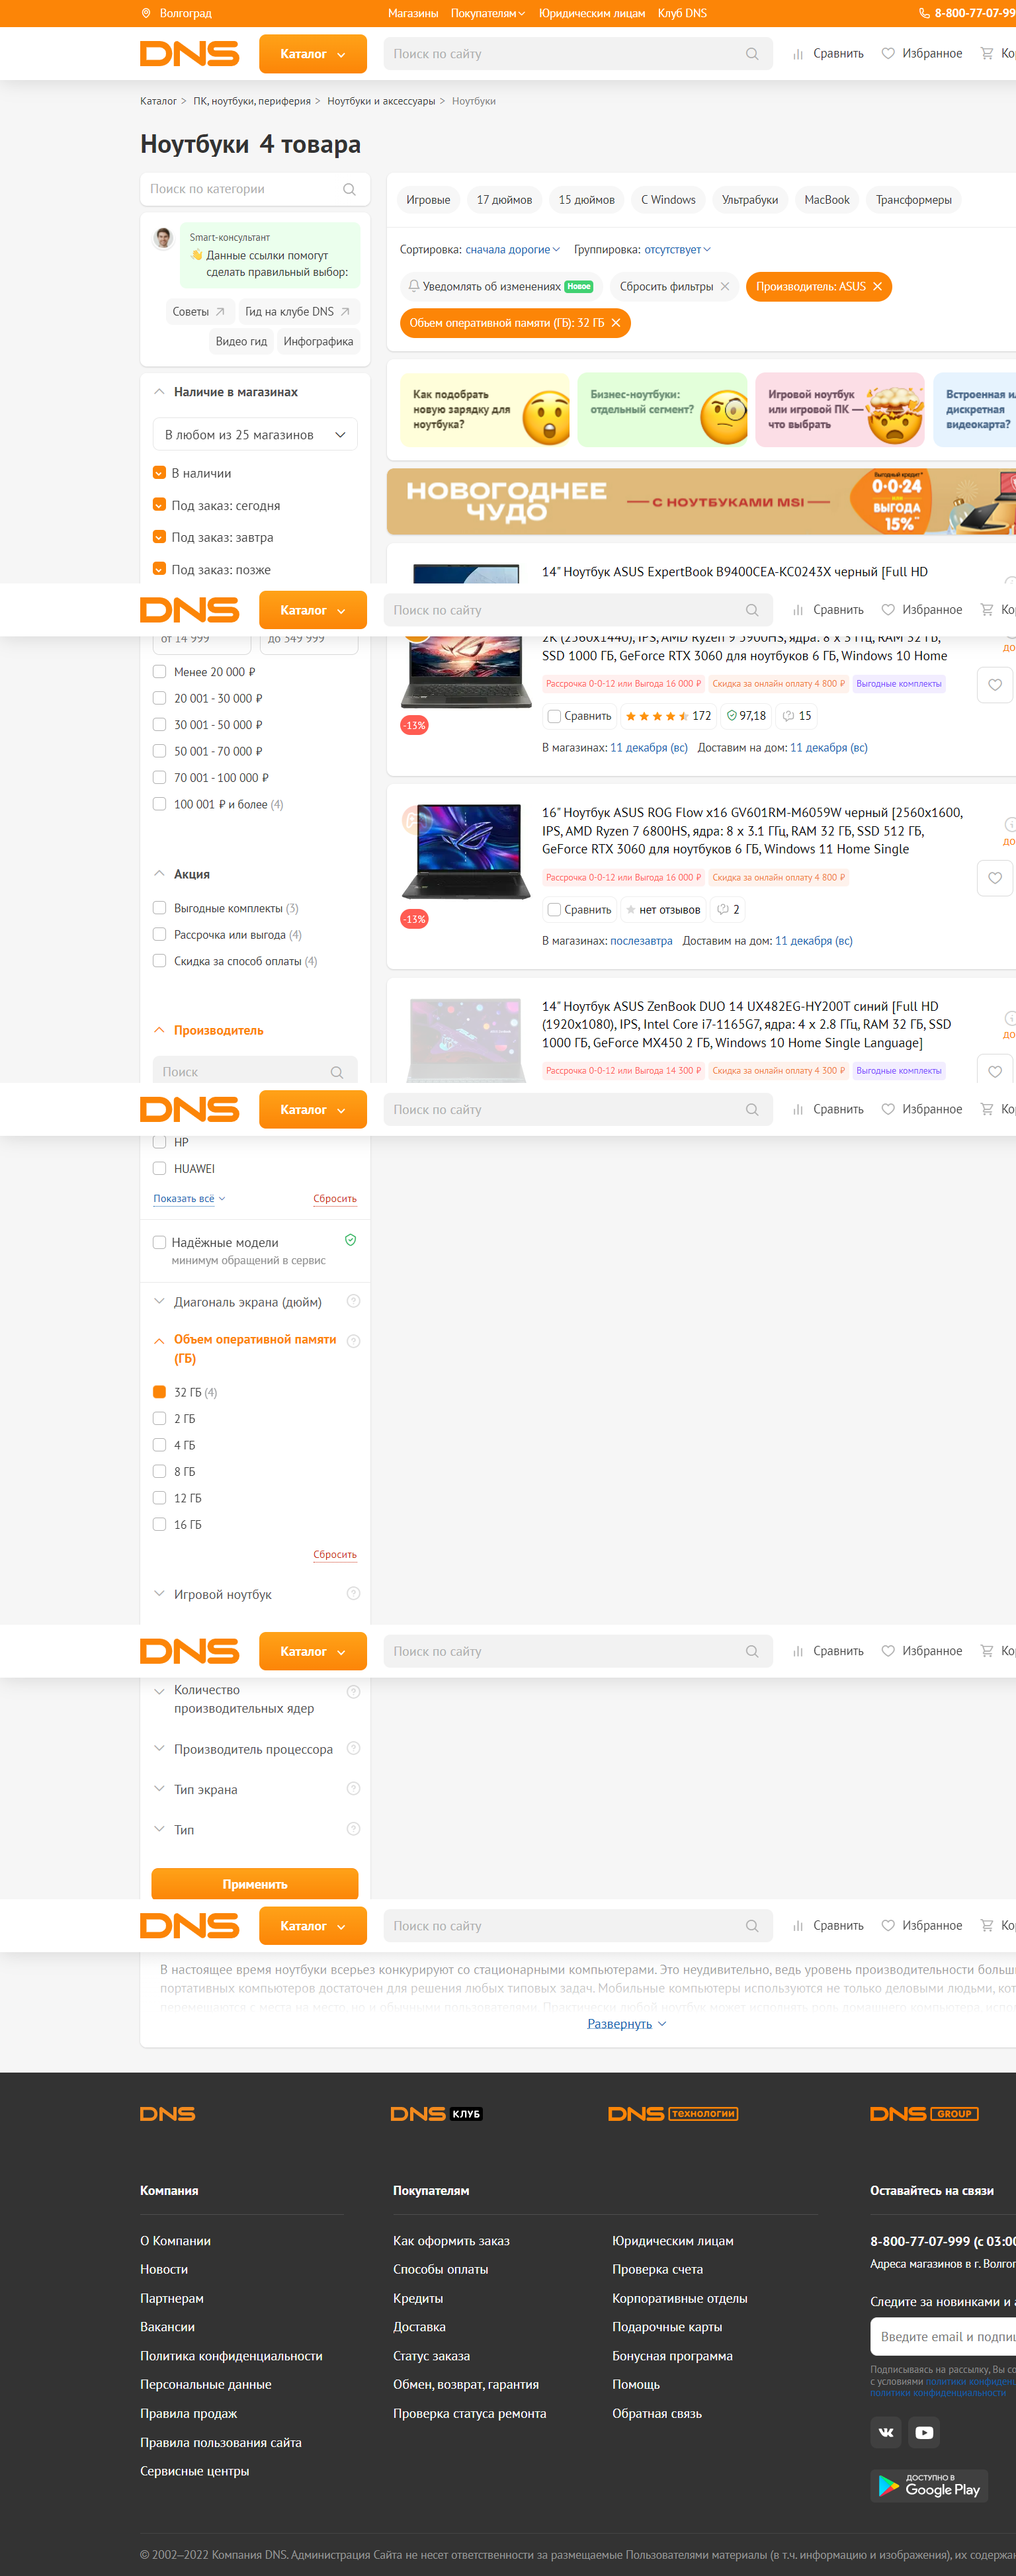 Волгоград
Магазины Покупателям Юридическим лицам Клуб DNS
8-800-77-07-99
DNS Каталог Поиск по сайту Сравнить Избранное Ко
Каталог > ПК, ноутбуки, периферия > Ноутбуки и аксессуары > Ноутбуки
Ноутбуки 4 товара
Поиск по категории
Smart-консультант
Данные ссылки помогут
сделать правильный выбор:
Советы Гид на клубе DNS
Видео гид Инфографика
Наличие в магазинах
В любом из 25 магазинов
В наличии
Под заказ: сегодня
Под заказ: завтра
Под заказ: позже
Игровые 17 дюймов 15 дюймов С Windows Ультрабуки MacBook Трансформеры
Сортировка: сначала дорогие Группировка: отсутствует
Уведомлять об изменениях Новое Сбросить фильтры Производитель: ASUS
Объем оперативной памяти (ГБ): 32 ГБ
Как подобрать
новую зарядку для
ноутбука?
Бизнес-ноутбуки:
отдельный сегмент?
Игровой ноутбук
или игровой ПК —
что выбрать
Встроенная и
дискретная
видеокарта?
НОВОГОДНЕЕ
ЧУДО
— С НОУТБУКАМИ MSI —
Выгодный кредит*
0·0·24
или
ВЫГОДА
15%
14" Ноутбук ASUS ExpertBook B9400CEA-KC0243X черный [Full HD
DNS Каталог Поиск по сайту Сравнить Избранное Ко
от 14 999 до 349 999
Менее 20 000 ₽
20 001 - 30 000 ₽
30 001 - 50 000 ₽
50 001 - 70 000 ₽
70 001 - 100 000 ₽
100 001 ₽ и более (4)
Акция
Выгодные комплекты (3)
Рассрочка или выгода (4)
Скидка за способ оплаты (4)
Производитель
Поиск
2K (2560x1440), IPS, AMD Ryzen 9 5900HS, ядра: 8 х 3 ГГц, RAM 32 ГБ,
SSD 1000 ГБ, GeForce RTX 3060 для ноутбуков 6 ГБ, Windows 10 Home
до
Рассрочка 0-0-12 или Выгода 16 000 ₽ Скидка за онлайн оплату 4 800 ₽ Выгодные комплекты
-13%
Сравнить 172 97,18 15
В магазинах: 11 декабря (вс) Доставим на дом: 11 декабря (вс)
16" Ноутбук ASUS ROG Flow x16 GV601RM-M6059W черный [2560x1600,
IPS, AMD Ryzen 7 6800HS, ядра: 8 х 3.1 ГГц, RAM 32 ГБ, SSD 512 ГБ,
GeForce RTX 3060 для ноутбуков 6 ГБ, Windows 11 Home Single
до
Рассрочка 0-0-12 или Выгода 16 000 ₽ Скидка за онлайн оплату 4 800 ₽
-13%
Сравнить нет отзывов 2
В магазинах: послезавтра Доставим на дом: 11 декабря (вс)
14" Ноутбук ASUS ZenBook DUO 14 UX482EG-HY200T синий [Full HD
(1920x1080), IPS, Intel Core i7-1165G7, ядра: 4 х 2.8 ГГц, RAM 32 ГБ, SSD
1000 ГБ, GeForce MX450 2 ГБ, Windows 10 Home Single Language]
до
Рассрочка 0-0-12 или Выгода 14 300 ₽ Скидка за онлайн оплату 4 300 ₽ Выгодные комплекты
DNS Каталог Поиск по сайту Сравнить Избранное Ко
HP
HUAWEI
Показать всё Сбросить
Надёжные модели
минимум обращений в сервис
Диагональ экрана (дюйм)
Объем оперативной памяти
(ГБ)
32 ГБ (4)
2 ГБ
4 ГБ
8 ГБ
12 ГБ
16 ГБ
Сбросить
Игровой ноутбук
DNS Каталог Поиск по сайту Сравнить Избранное Ко
Количество
производительных ядер
Производитель процессора
Тип экрана
Тип
Применить
DNS Каталог Поиск по сайту Сравнить Избранное Ко
В настоящее время ноутбуки всерьез конкурируют со стационарными компьютерами. Это неудивительно, ведь уровень производительности больш
портативных компьютеров достаточен для решения любых типовых задач. Мобильные компьютеры используются не только деловыми людьми, кот
Развернуть
DNS DNS КЛУБ DNS ТЕХНОЛОГИИ DNS GROUP
Компания
О Компании
Новости
Партнерам
Вакансии
Политика конфиденциальности
Персональные данные
Правила продаж
Правила пользования сайта
Сервисные центры
Покупателям
Как оформить заказ
Способы оплаты
Кредиты
Доставка
Статус заказа
Обмен, возврат, гарантия
Проверка статуса ремонта
Юридическим лицам
Проверка счета
Корпоративные отделы
Подарочные карты
Бонусная программа
Помощь
Обратная связь
Оставайтесь на связи
8-800-77-07-999 (с 03:00
Адреса магазинов в г. Волгог
Следите за новинками и а
Введите email и подпиш
Подписываясь на рассылку, Вы со
с условиями политики конфиденц
политики конфиденциальности
ДОСТУПНО В
Google Play
© 2002–2022 Компания DNS. Администрация Сайта не несет ответственности за размещаемые Пользователями материалы (в т.ч. информацию и изображения), их содержан